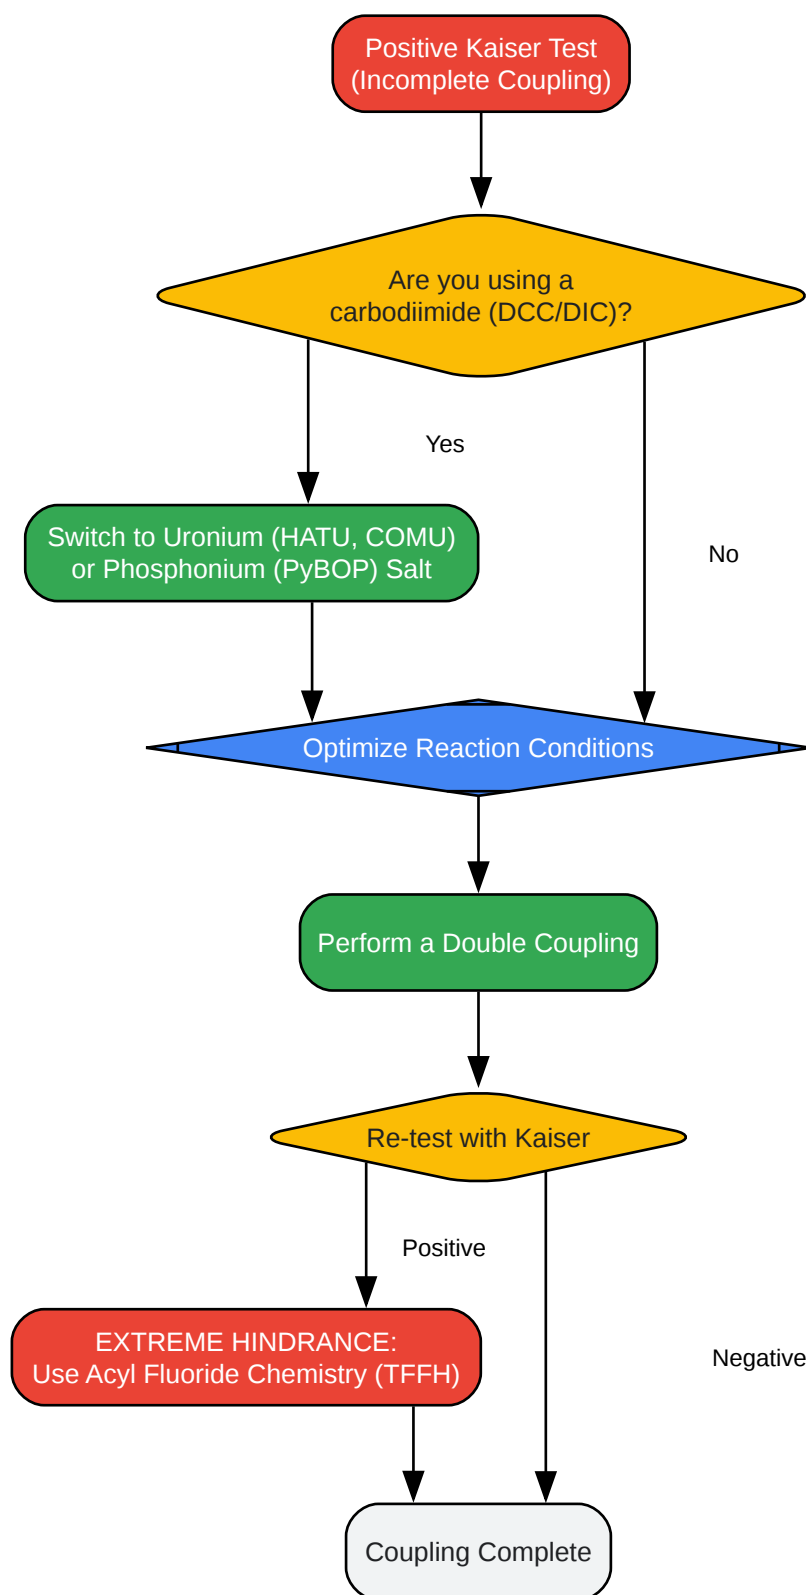 Positive Kaiser Test
(Incomplete Coupling)
Are you using a
carbodiimide (DCC/DIC)?
Yes
Switch to Uronium (HATU, COMU)
or Phosphonium (PyBOP) Salt
No
Optimize Reaction Conditions
Perform a Double Coupling
Re-test with Kaiser
Positive
EXTREME HINDRANCE:
Use Acyl Fluoride Chemistry (TFFH)
Negative
Coupling Complete